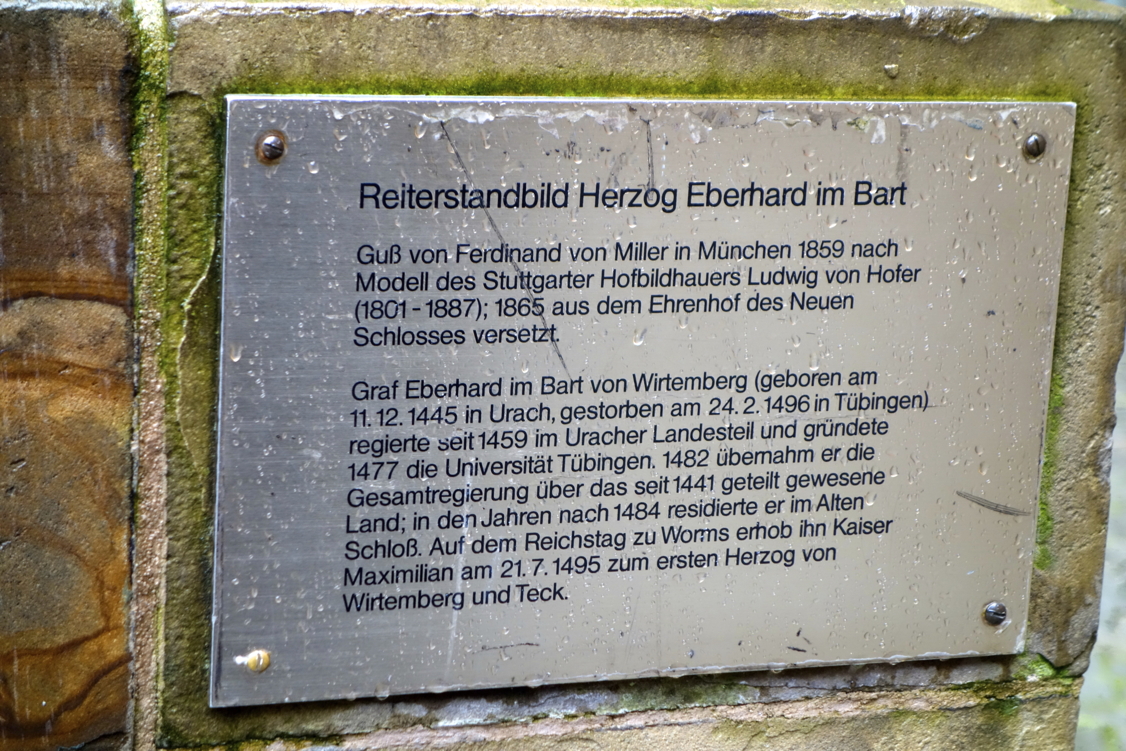 Reiterstandbild Herzog Eberhard im Bart
Guß von Ferdinand von Miller in München 1859 nach
Modell des Stuttgarter Hofbildhauers Ludwig von Hofer
(1801 - 1887); 1865 aus dem Ehrenhof des Neuen
Schlosses versetzt.
Graf Eberhard im Bart von Wirtemberg (geboren am
11. 12. 1445 in Urach, gestorben am 24. 2. 1496 in Tübingen)
regierte seit 1459 im Uracher Landesteil und gründete
1477 die Universität Tübingen. 1482 übernahm er die
Gesamtregierung über das seit 1441 geteilt gewesene
Land; in den Jahren nach 1484 residierte er im Alten
Schloß. Auf dem Reichstag zu Worms erhob ihn Kaiser
Maximilian am 21. 7. 1495 zum ersten Herzog von
Wirtemberg und Teck.